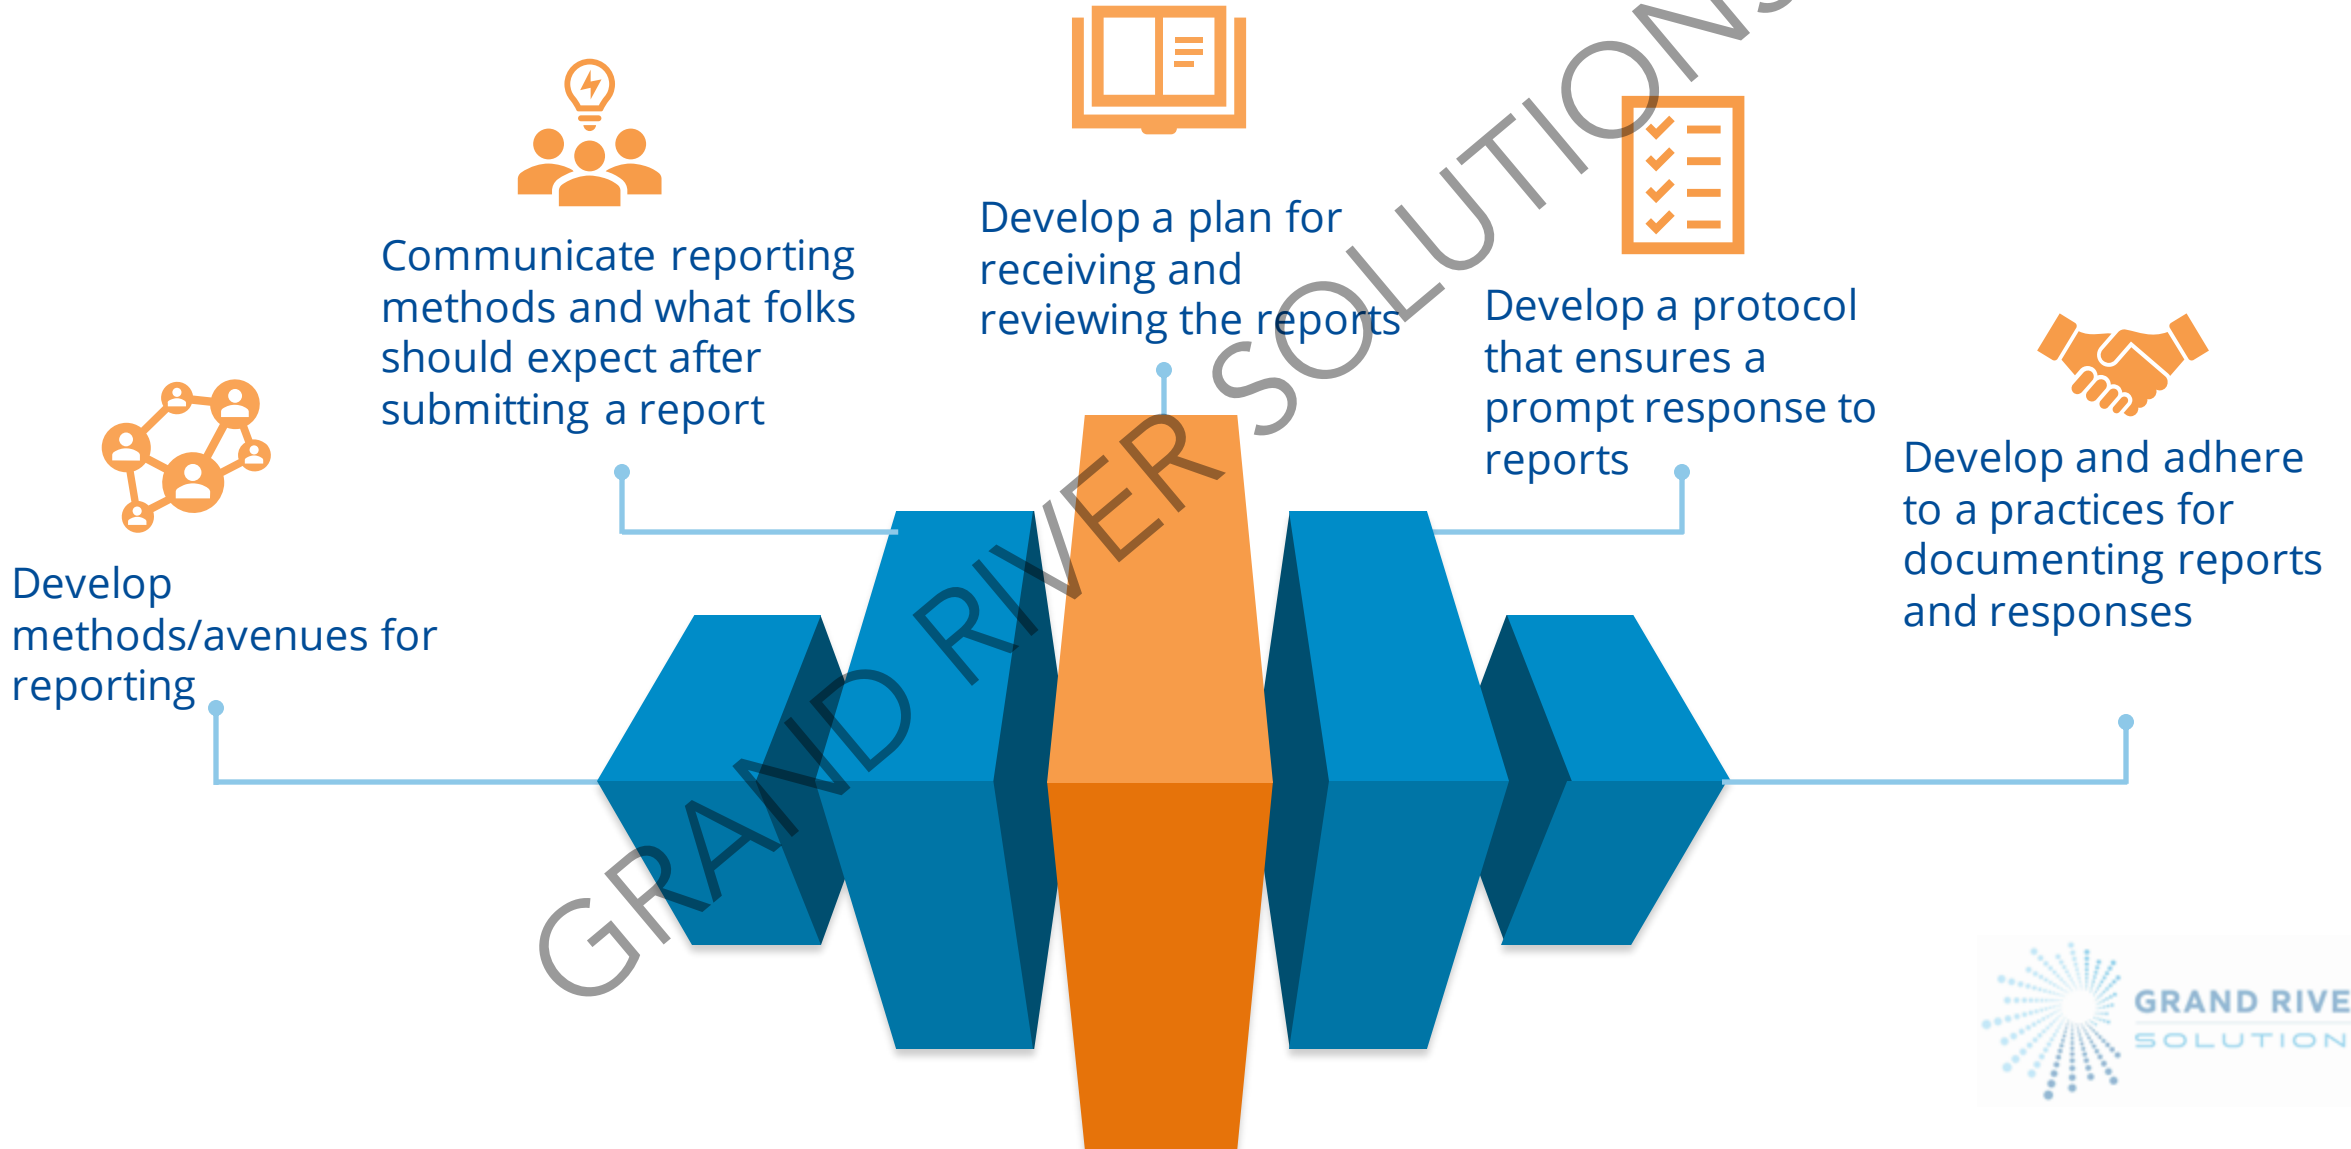 Develop
methods/avenues for
reporting
Communicate reporting
methods and what folks
should expect after
submitting a report
Develop a plan for
receiving and
reviewing the reports
Develop a protocol
that ensures a
prompt response to
reports
Develop and adhere
to a practices for
documenting reports
and responses
GRAND RIVER SOLUTIONS
GRAND RIVE
SOLUTION